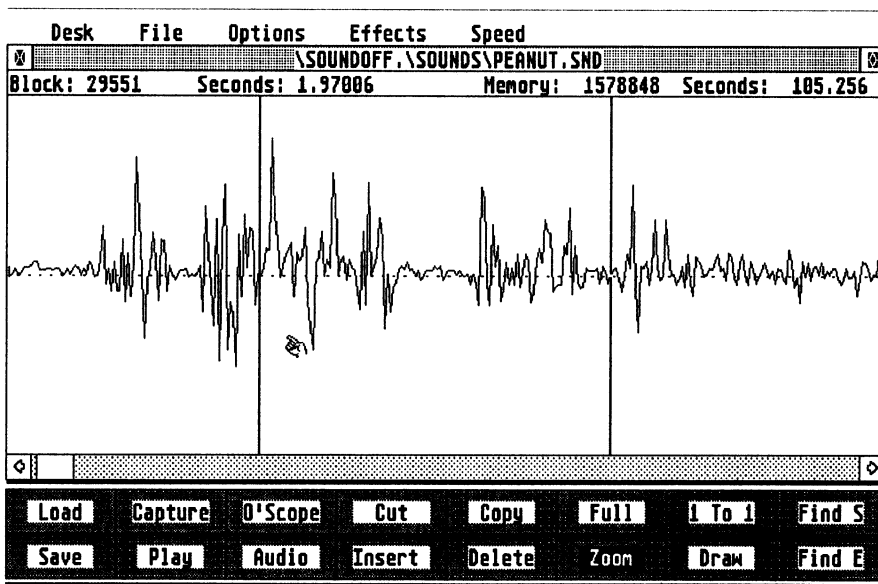 Desk File Options Effects Speed
\SOUNDOFF.\SOUNDS\PEANUT.SND
Block: 29551 Seconds: 1.97006 Memory: 1578848 Seconds: 105.256
Load Capture O'Scope Cut Copy Full 1 To 1 Find S
Save Play Audio Insert Delete Zoom Draw Find E